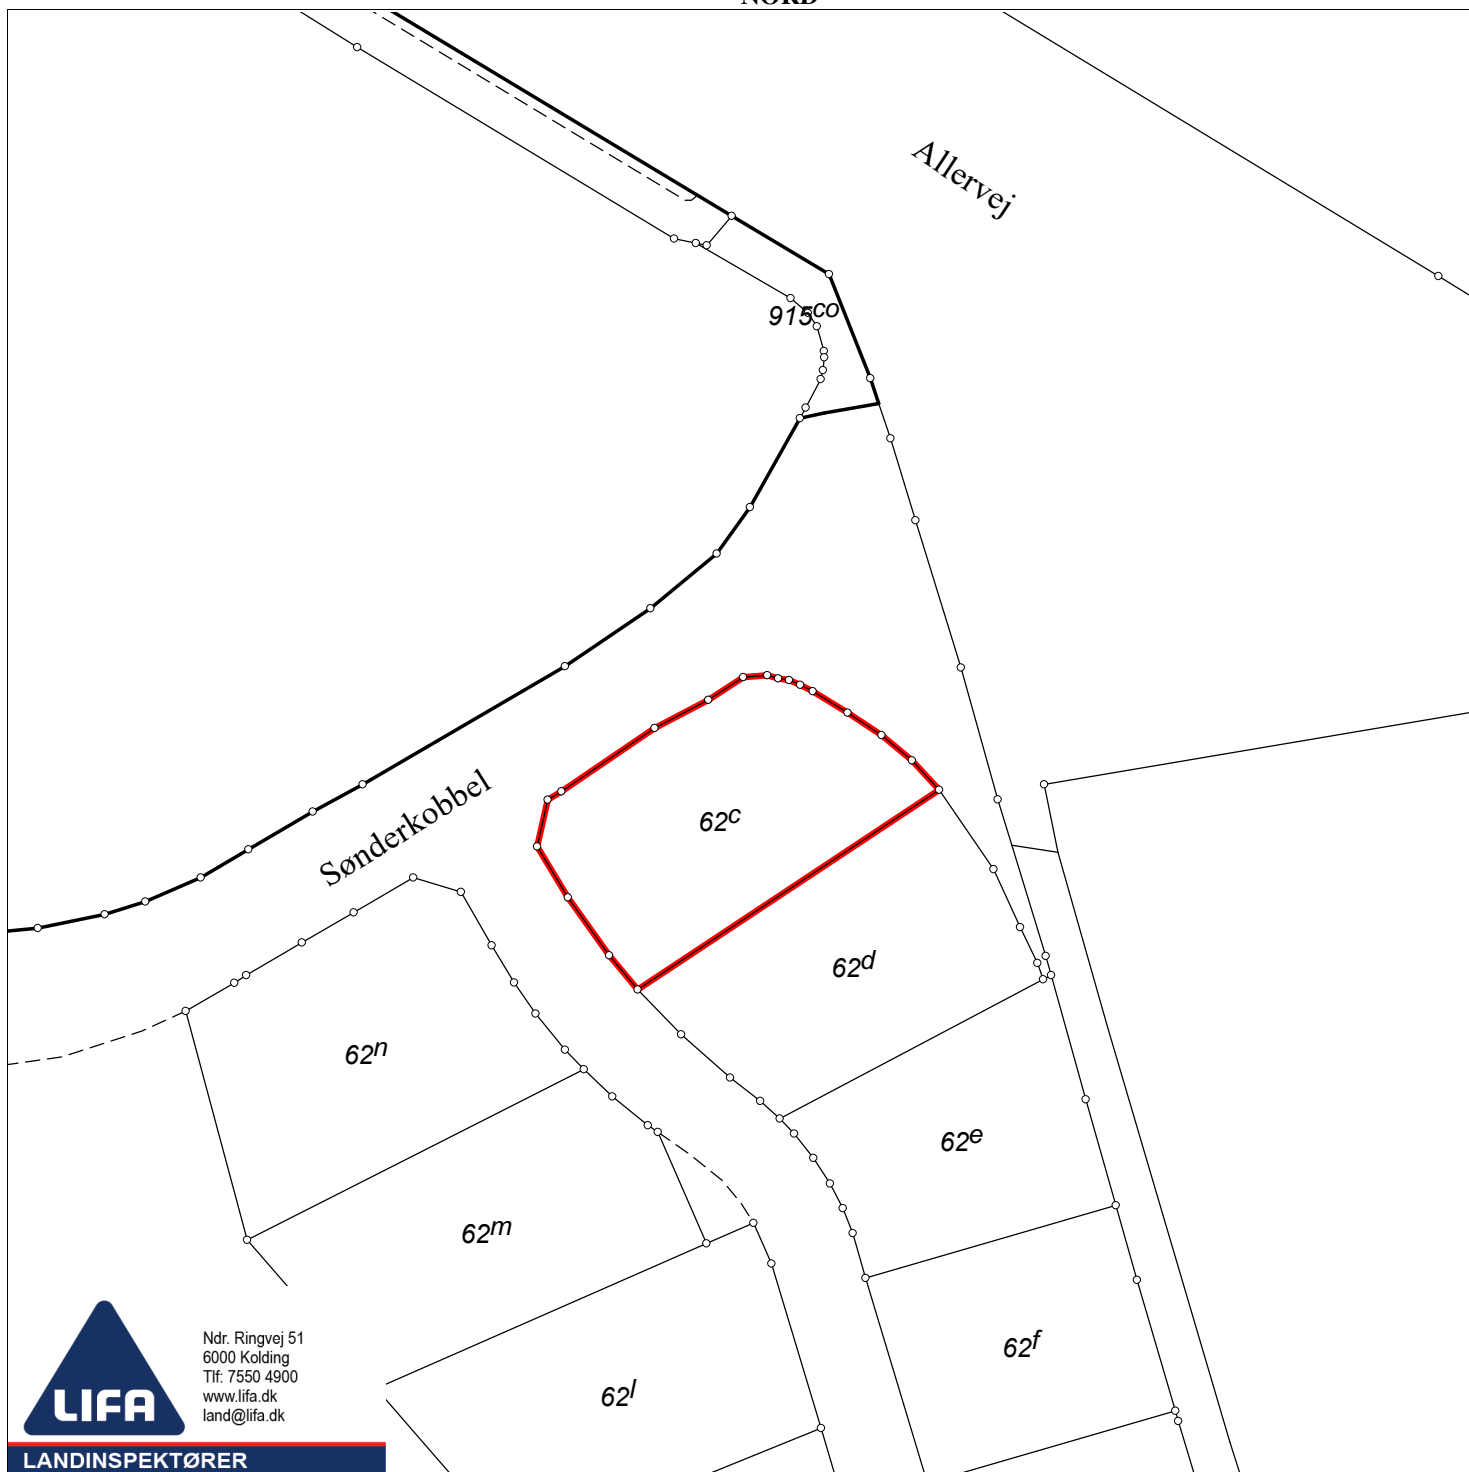 NORD
Allervej
915co
Sønderkobbel
62c
62d
62n
62e
62m
62f
62l
Ndr. Ringvej 51
6000 Kolding
Tlf: 7550 4900
www.lifa.dk
land@lifa.dk
LIFA
LANDINSPEKTØRER